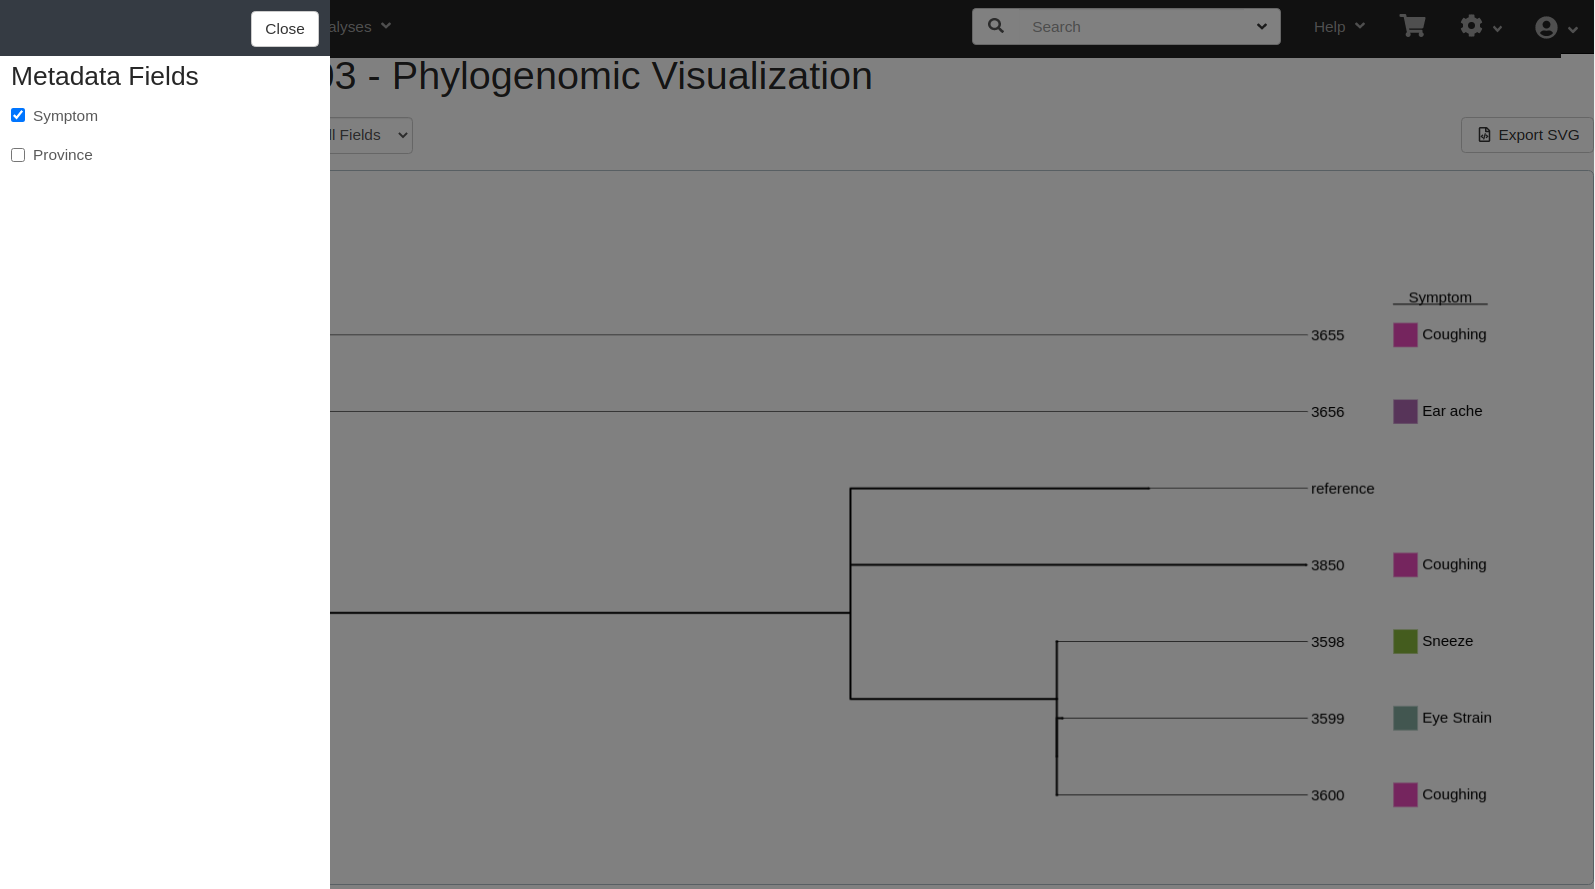 Close
alyses
Search
Help
Metadata Fields
3 - Phylogenomic Visualization
Symptom
Province
ll Fields
Export SVG
Symptom
3655 Coughing
3656 Ear ache
reference
3850 Coughing
3598 Sneeze
3599 Eye Strain
3600 Coughing